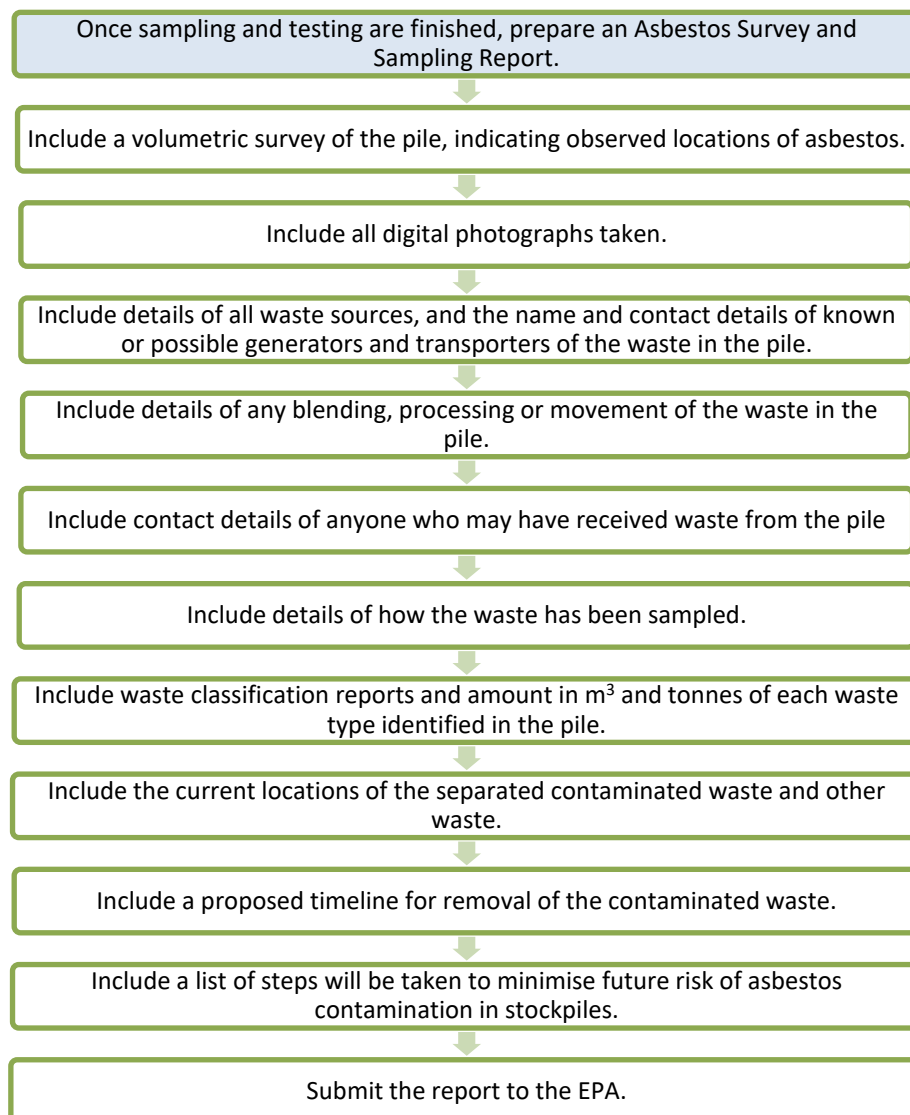 Once sampling and testing are finished, prepare an Asbestos Survey and
Sampling Report.
Include a volumetric survey of the pile, indicating observed locations of asbestos.
Include all digital photographs taken.
Include details of all waste sources, and the name and contact details of known
or possible generators and transporters of the waste in the pile.
Include details of any blending, processing or movement of the waste in the
pile.
Include contact details of anyone who may have received waste from the pile
Include details of how the waste has been sampled.
Include waste classification reports and amount in m³ and tonnes of each waste
type identified in the pile.
Include the current locations of the separated contaminated waste and other
waste.
Include a proposed timeline for removal of the contaminated waste.
Include a list of steps will be taken to minimise future risk of asbestos
contamination in stockpiles.
Submit the report to the EPA.